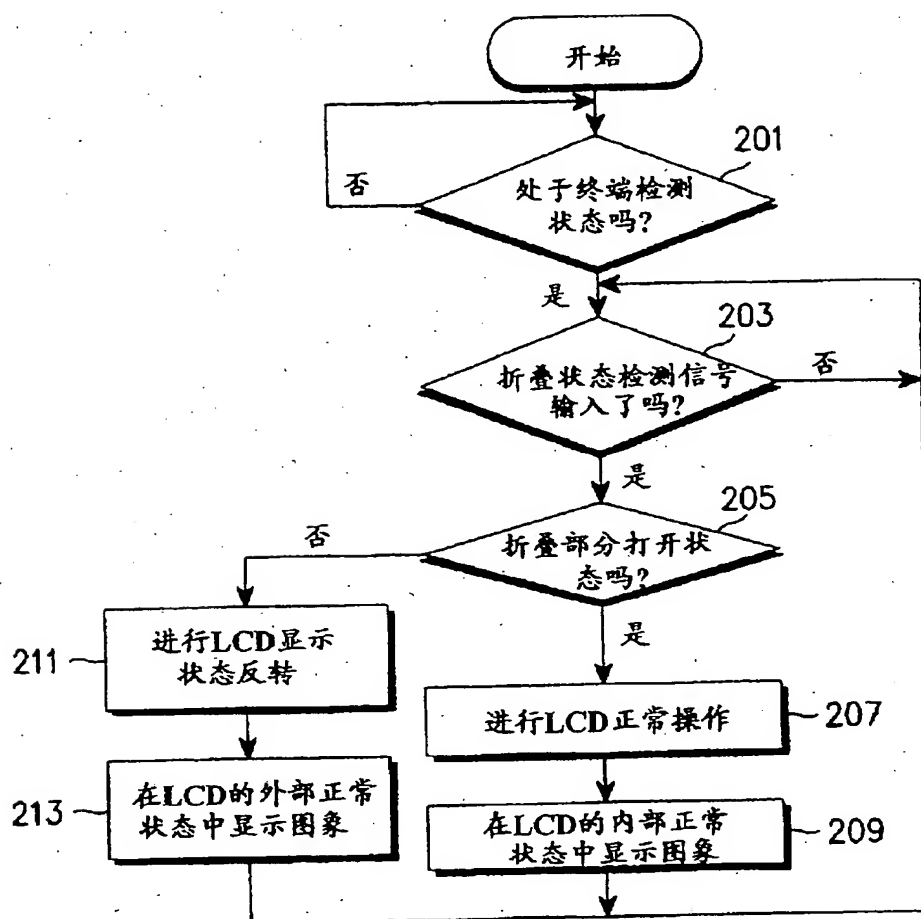 开始
201
否
处于终端检测
状态吗?
是
203
折叠状态检测信号
输入了吗?
否
是
205
否
折叠部分打开状
态吗?
是
211
进行LCD显示
状态反转
进行LCD正常操作
207
213
在LCD的外部正常
状态中显示图象
在LCD的内部正常
状态中显示图象
209